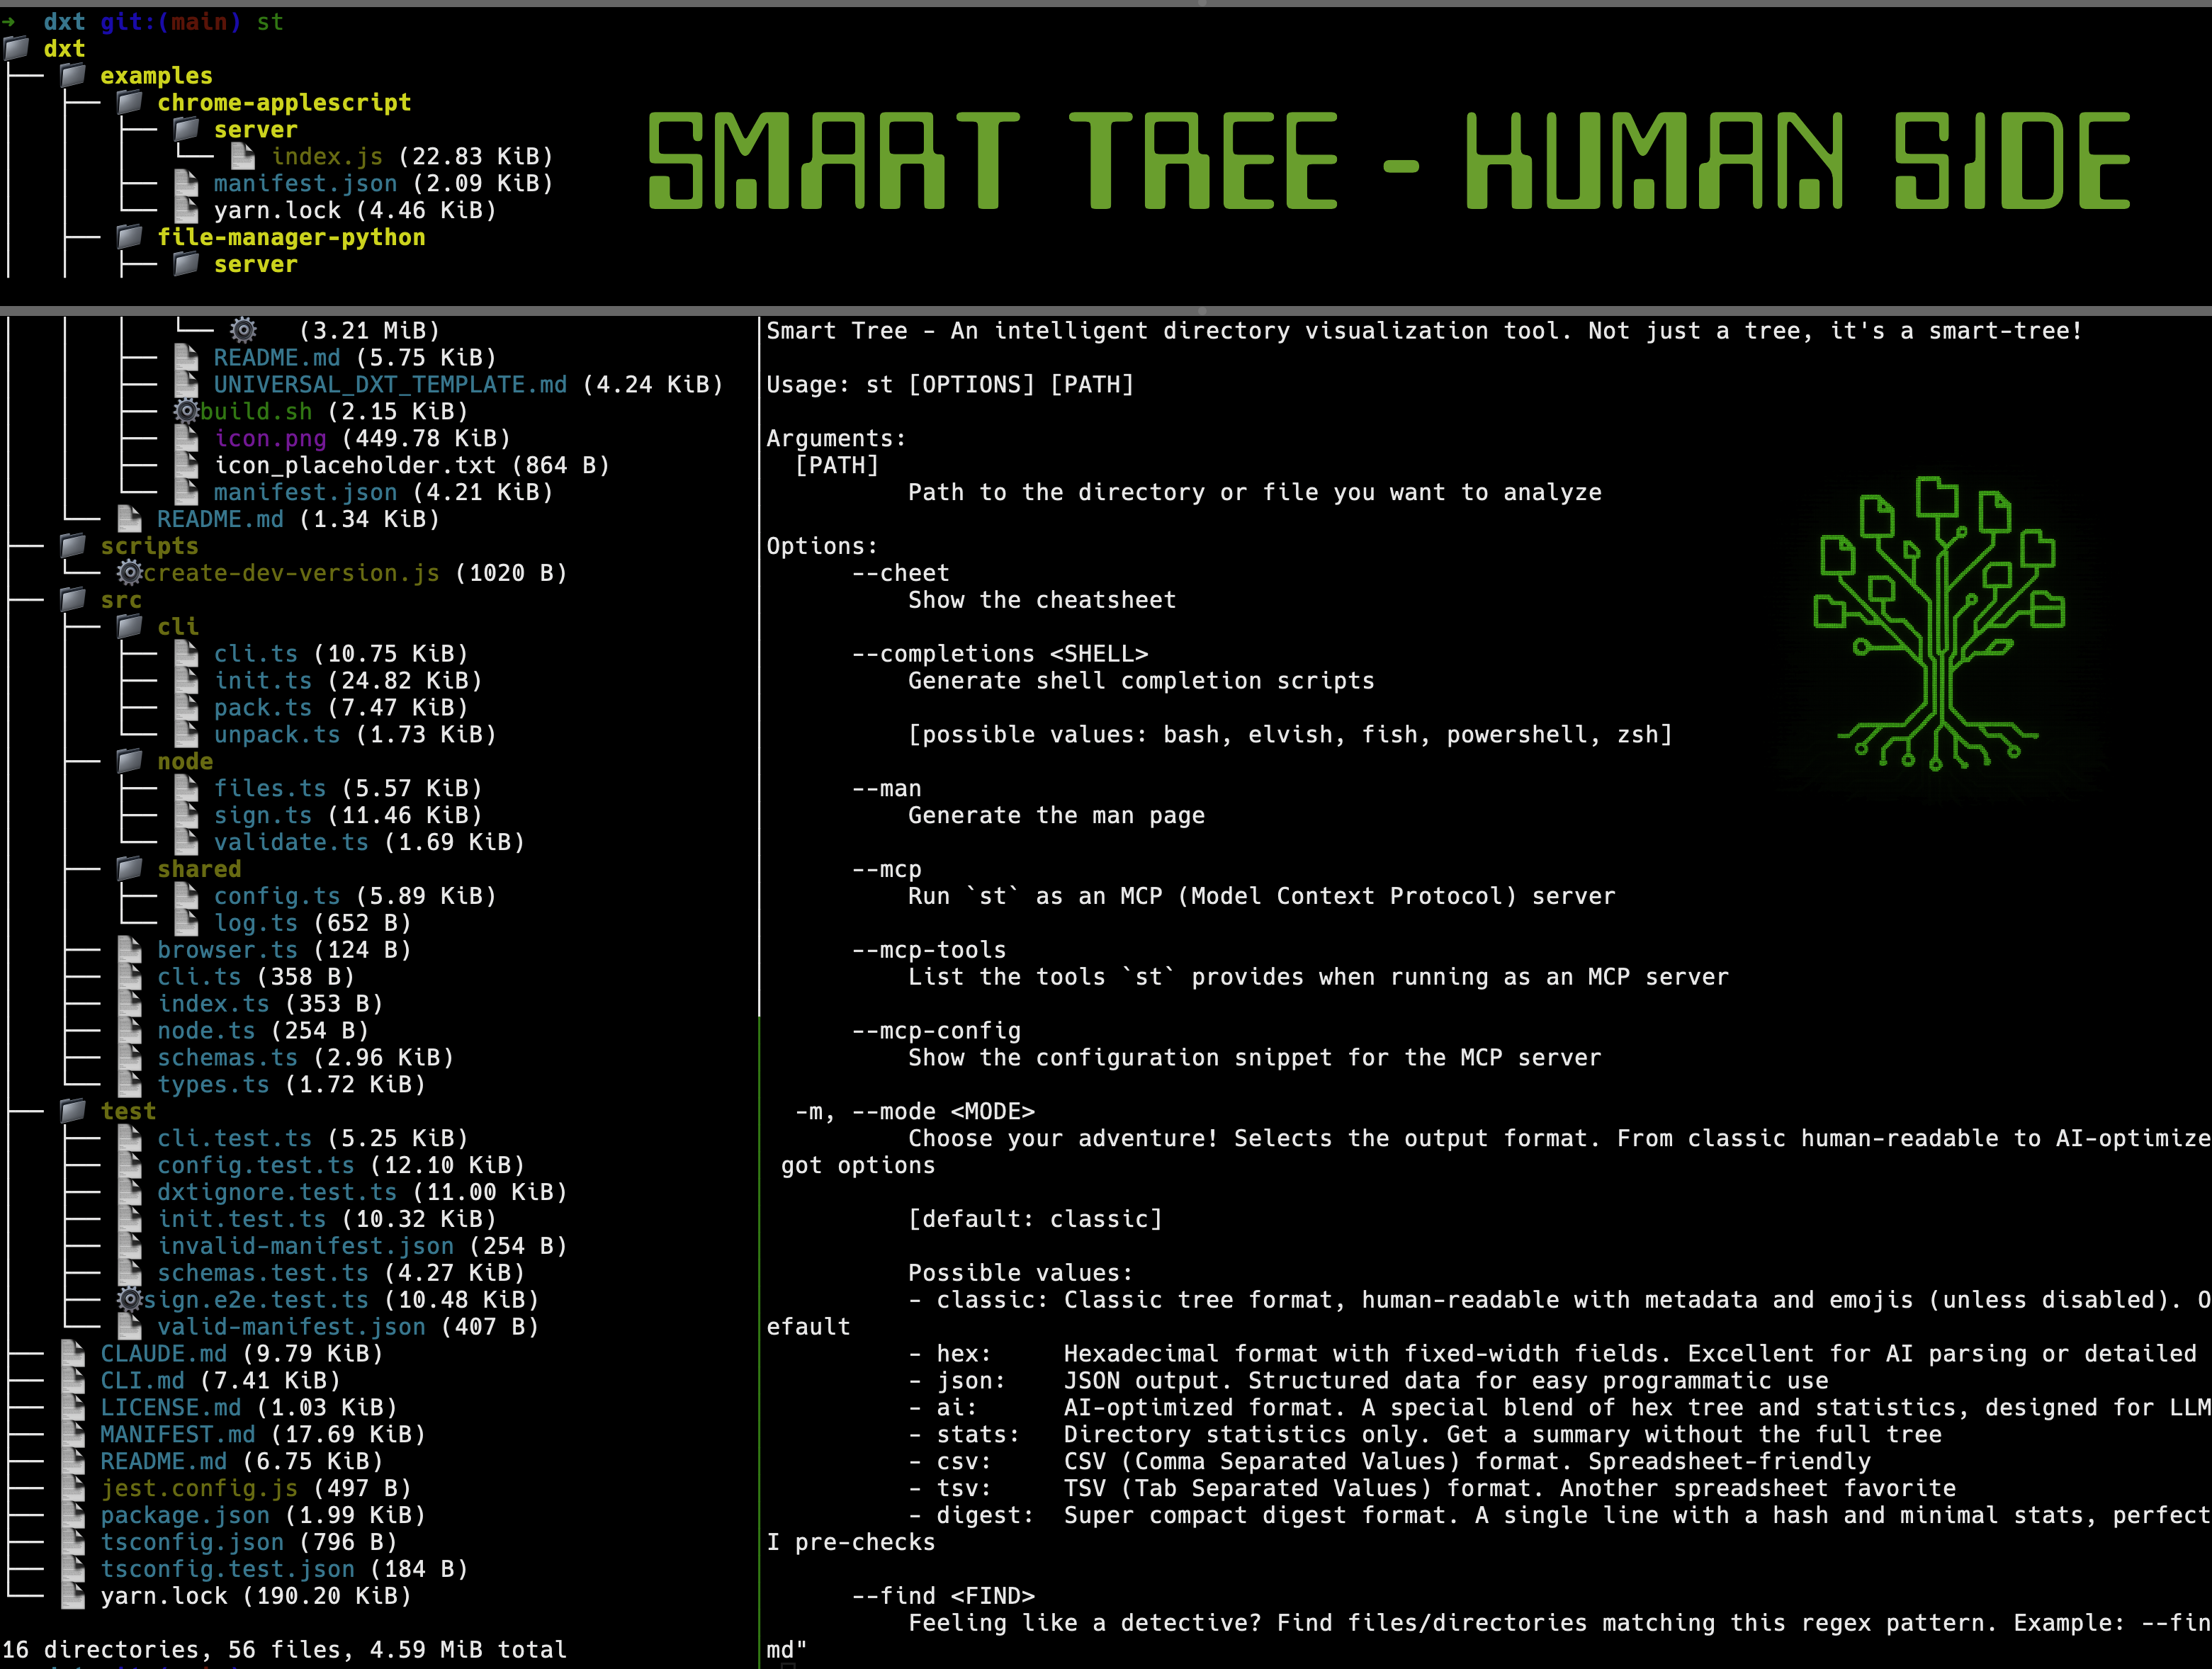 ➜  dxt git:(main) st
dxt
├── examples
│   ├── chrome-applescript
│   │   ├── server
│   │   │   └── index.js (22.83 KiB)
│   │   ├── manifest.json (2.09 KiB)
│   │   └── yarn.lock (4.46 KiB)
│   ├── file-manager-python
│   │   ├── server
SMART TREE - HUMAN SIDE
│   │   │   └── (3.21 MiB)
│   │   ├── README.md (5.75 KiB)
│   │   ├── UNIVERSAL_DXT_TEMPLATE.md (4.24 KiB)
│   │   ├── build.sh (2.15 KiB)
│   │   ├── icon.png (449.78 KiB)
│   │   ├── icon_placeholder.txt (864 B)
│   │   └── manifest.json (4.21 KiB)
│   └── README.md (1.34 KiB)
├── scripts
│   └── create-dev-version.js (1020 B)
├── src
│   ├── cli
│   │   ├── cli.ts (10.75 KiB)
│   │   ├── init.ts (24.82 KiB)
│   │   ├── pack.ts (7.47 KiB)
│   │   └── unpack.ts (1.73 KiB)
│   ├── node
│   │   ├── files.ts (5.57 KiB)
│   │   ├── sign.ts (11.46 KiB)
│   │   └── validate.ts (1.69 KiB)
│   ├── shared
│   │   ├── config.ts (5.89 KiB)
│   │   └── log.ts (652 B)
│   ├── browser.ts (124 B)
│   ├── cli.ts (358 B)
│   ├── index.ts (353 B)
│   ├── node.ts (254 B)
│   ├── schemas.ts (2.96 KiB)
│   └── types.ts (1.72 KiB)
├── test
│   ├── cli.test.ts (5.25 KiB)
│   ├── config.test.ts (12.10 KiB)
│   ├── dxtignore.test.ts (11.00 KiB)
│   ├── init.test.ts (10.32 KiB)
│   ├── invalid-manifest.json (254 B)
│   ├── schemas.test.ts (4.27 KiB)
│   ├── sign.e2e.test.ts (10.48 KiB)
│   └── valid-manifest.json (407 B)
├── CLAUDE.md (9.79 KiB)
├── CLI.md (7.41 KiB)
├── LICENSE.md (1.03 KiB)
├── MANIFEST.md (17.69 KiB)
├── README.md (6.75 KiB)
├── jest.config.js (497 B)
├── package.json (1.99 KiB)
├── tsconfig.json (796 B)
├── tsconfig.test.json (184 B)
└── yarn.lock (190.20 KiB)
16 directories, 56 files, 4.59 MiB total
Smart Tree - An intelligent directory visualization tool. Not just a tree, it's a smart-tree!
Usage: st [OPTIONS] [PATH]
Arguments:
[PATH]
Path to the directory or file you want to analyze
Options:
--cheet
Show the cheatsheet
--completions <SHELL>
Generate shell completion scripts
[possible values: bash, elvish, fish, powershell, zsh]
--man
Generate the man page
--mcp
Run `st` as an MCP (Model Context Protocol) server
--mcp-tools
List the tools `st` provides when running as an MCP server
--mcp-config
Show the configuration snippet for the MCP server
-m, --mode <MODE>
Choose your adventure! Selects the output format. From classic human-readable to AI-optimize
got options
[default: classic]
Possible values:
- classic: Classic tree format, human-readable with metadata and emojis (unless disabled). O
efault
- hex:     Hexadecimal format with fixed-width fields. Excellent for AI parsing or detailed
- json:    JSON output. Structured data for easy programmatic use
- ai:      AI-optimized format. A special blend of hex tree and statistics, designed for LLM
- stats:   Directory statistics only. Get a summary without the full tree
- csv:     CSV (Comma Separated Values) format. Spreadsheet-friendly
- tsv:     TSV (Tab Separated Values) format. Another spreadsheet favorite
- digest:  Super compact digest format. A single line with a hash and minimal stats, perfect
I pre-checks
--find <FIND>
Feeling like a detective? Find files/directories matching this regex pattern. Example: --fin
md"